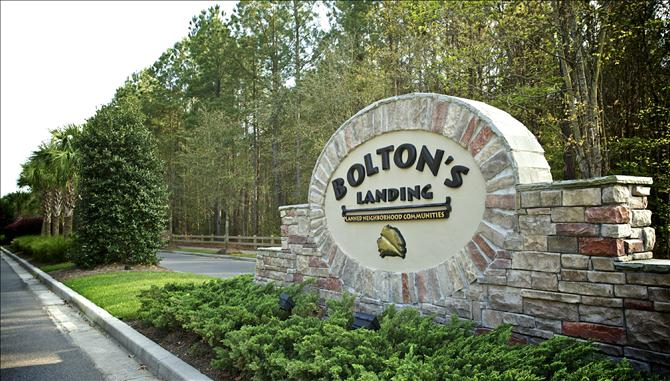 BOLTON'S
LANDING
PLANNED NEIGHBORHOOD COMMUNITIES